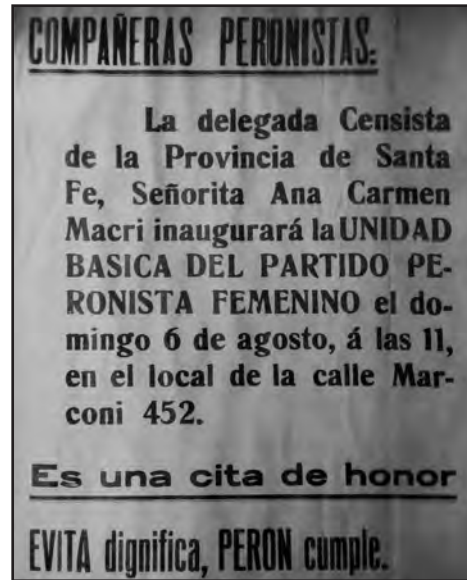 COMPAÑERAS PERONISTAS:
La delegada Censista
de la Provincia de Santa
Fe, Señorita Ana Carmen
Macri inaugurará la UNIDAD
BASICA DEL PARTIDO PE-
RONISTA FEMENINO el do-
mingo 6 de agosto, á las 11,
en el local de la calle Mar-
coni 452.
Es una cita de honor
EVITA dignifica, PERON cumple.